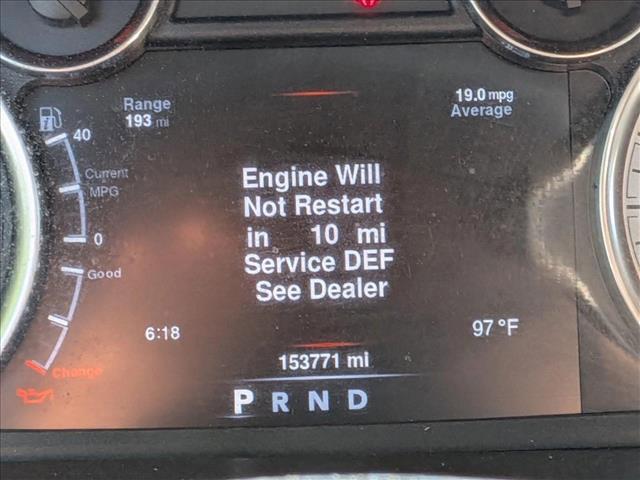 Range
193 mi
19.0 mpg
Average
40
Current
MPG
0
Good
Change
Engine Will
Not Restart
in 10 mi
Service DEF
See Dealer
6:18
97 °F
153771 mi
P R N D